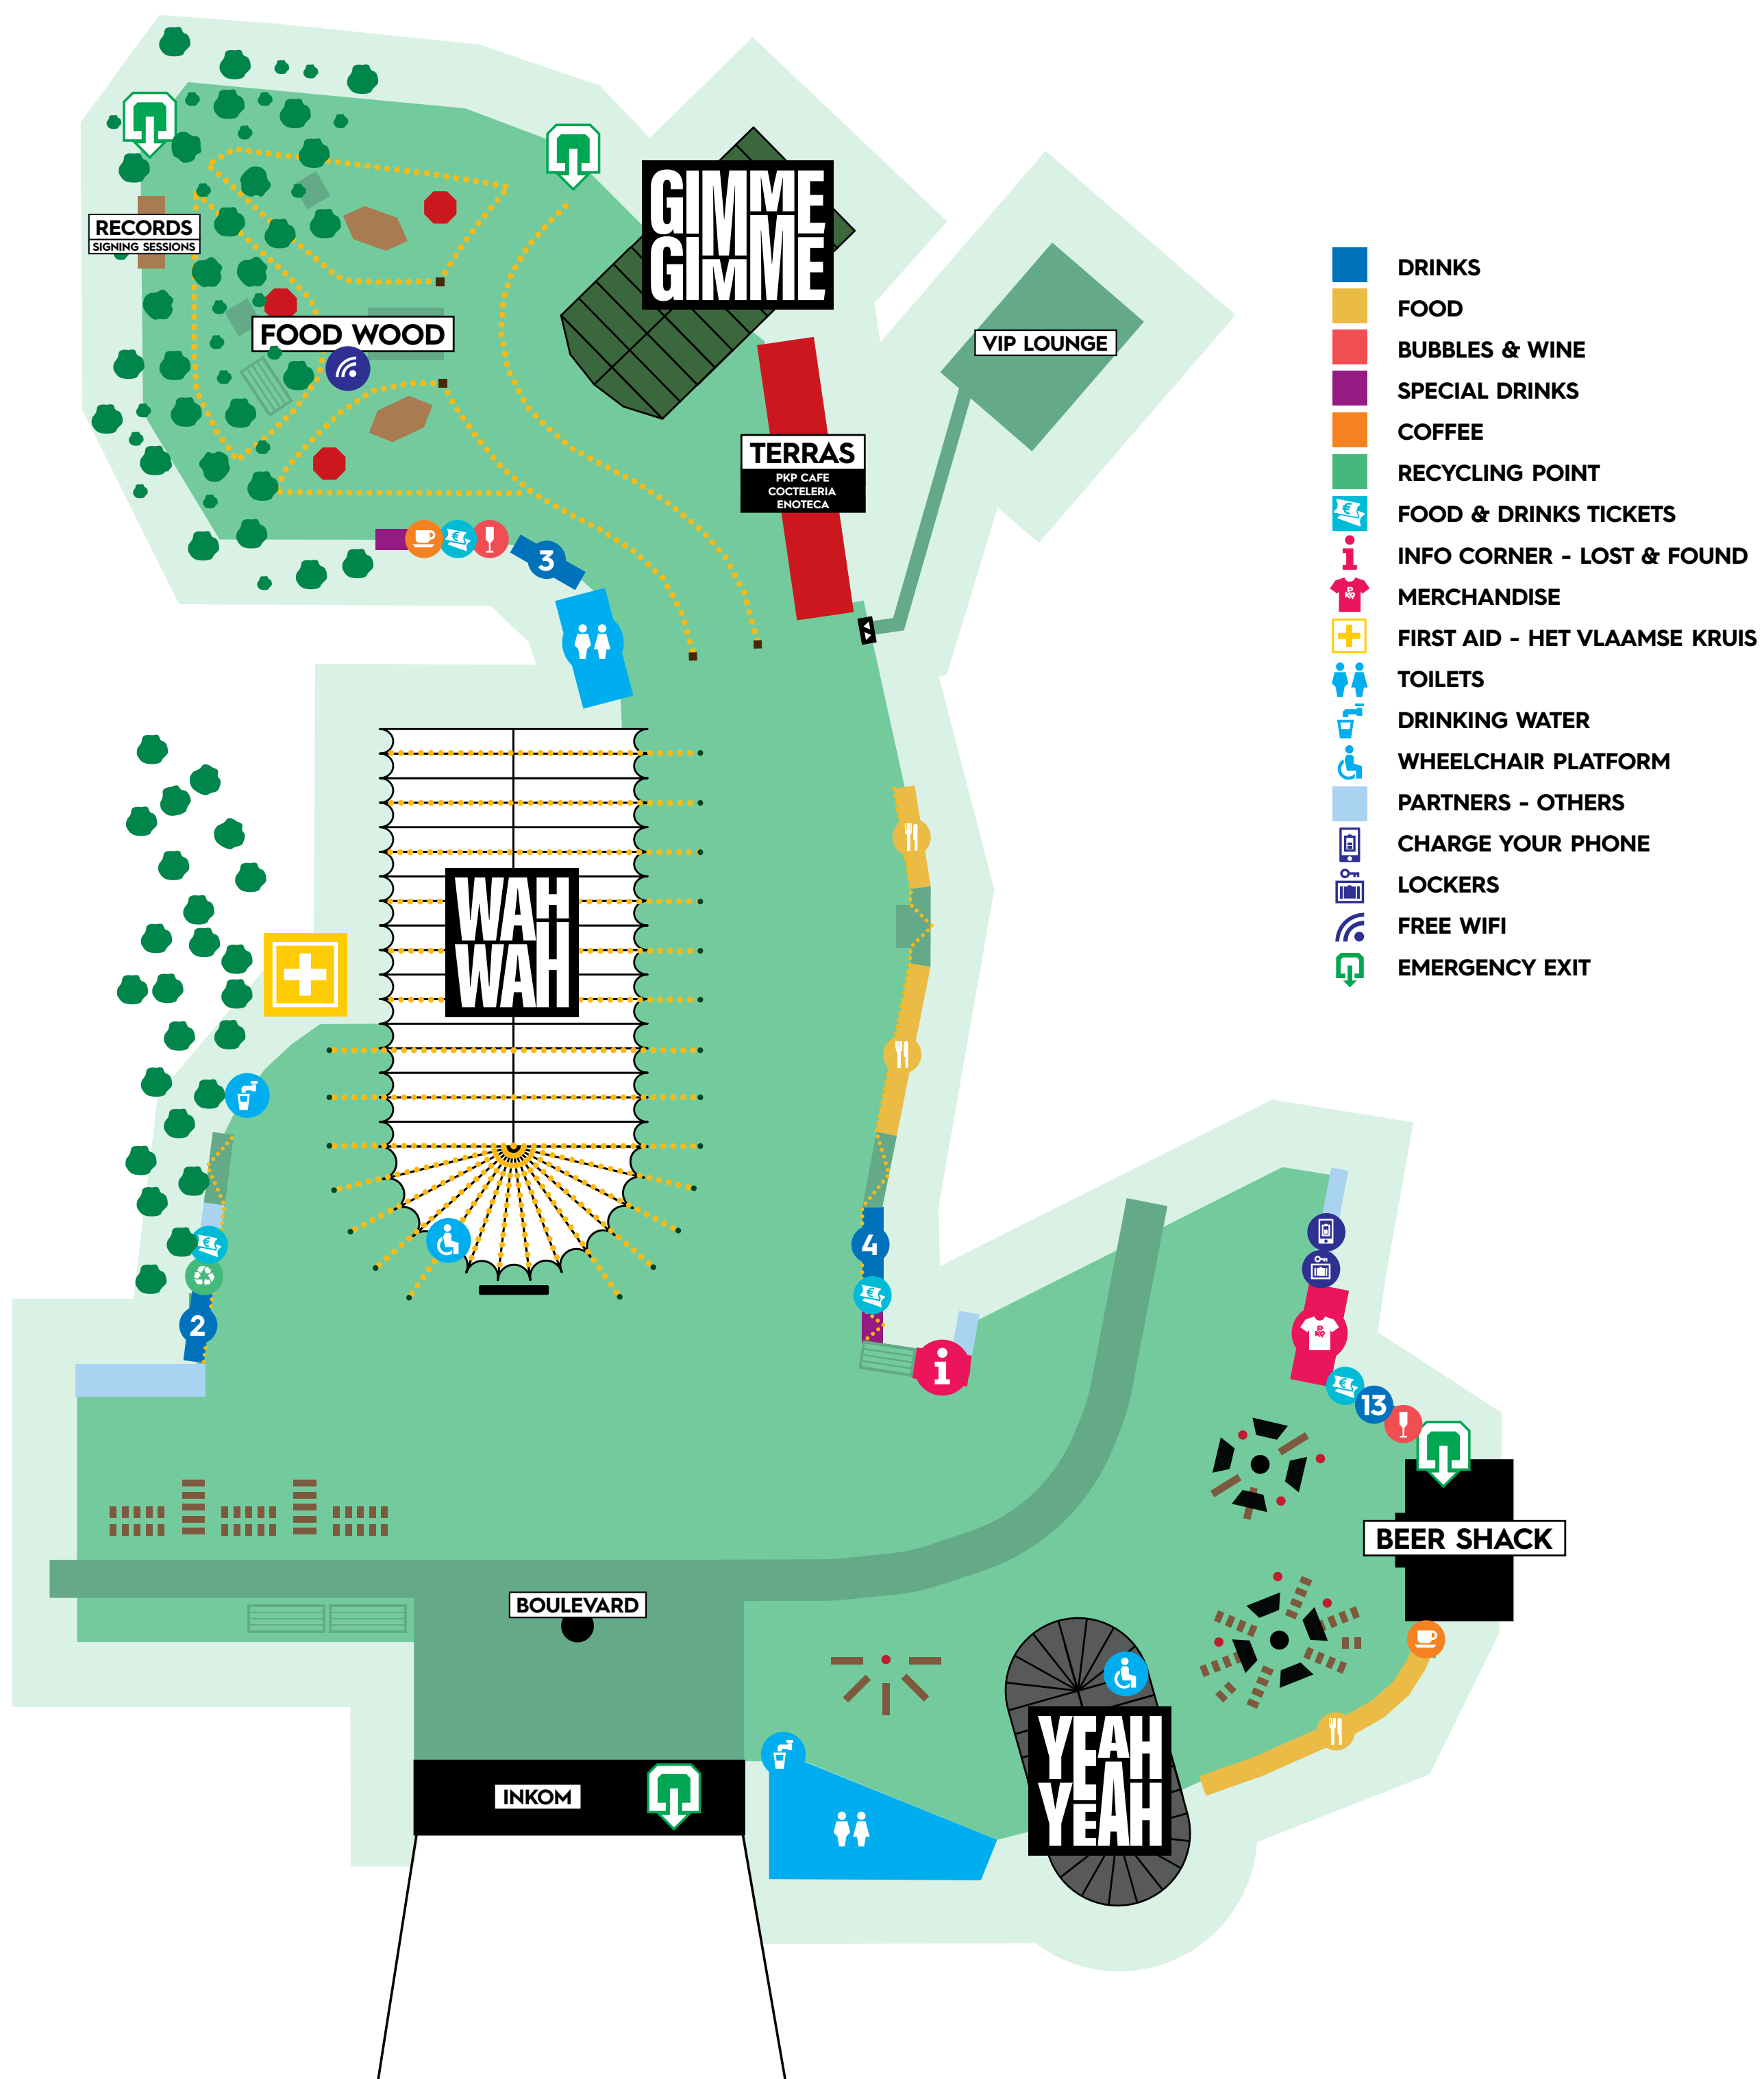 GIMME
GIMME
RECORDS
SIGNING SESSIONS
FOOD WOOD
VIP LOUNGE
TERRAS
PKP CAFE
COCTELERIA
ENOTECA
3
WAH
WAH
4
2
i
13
BEER SHACK
BOULEVARD
INKOM
YEAH
YEAH
DRINKS
FOOD
BUBBLES & WINE
SPECIAL DRINKS
COFFEE
RECYCLING POINT
FOOD & DRINKS TICKETS
INFO CORNER - LOST & FOUND
MERCHANDISE
FIRST AID - HET VLAAMSE KRUIS
TOILETS
DRINKING WATER
WHEELCHAIR PLATFORM
PARTNERS - OTHERS
CHARGE YOUR PHONE
LOCKERS
FREE WIFI
EMERGENCY EXIT